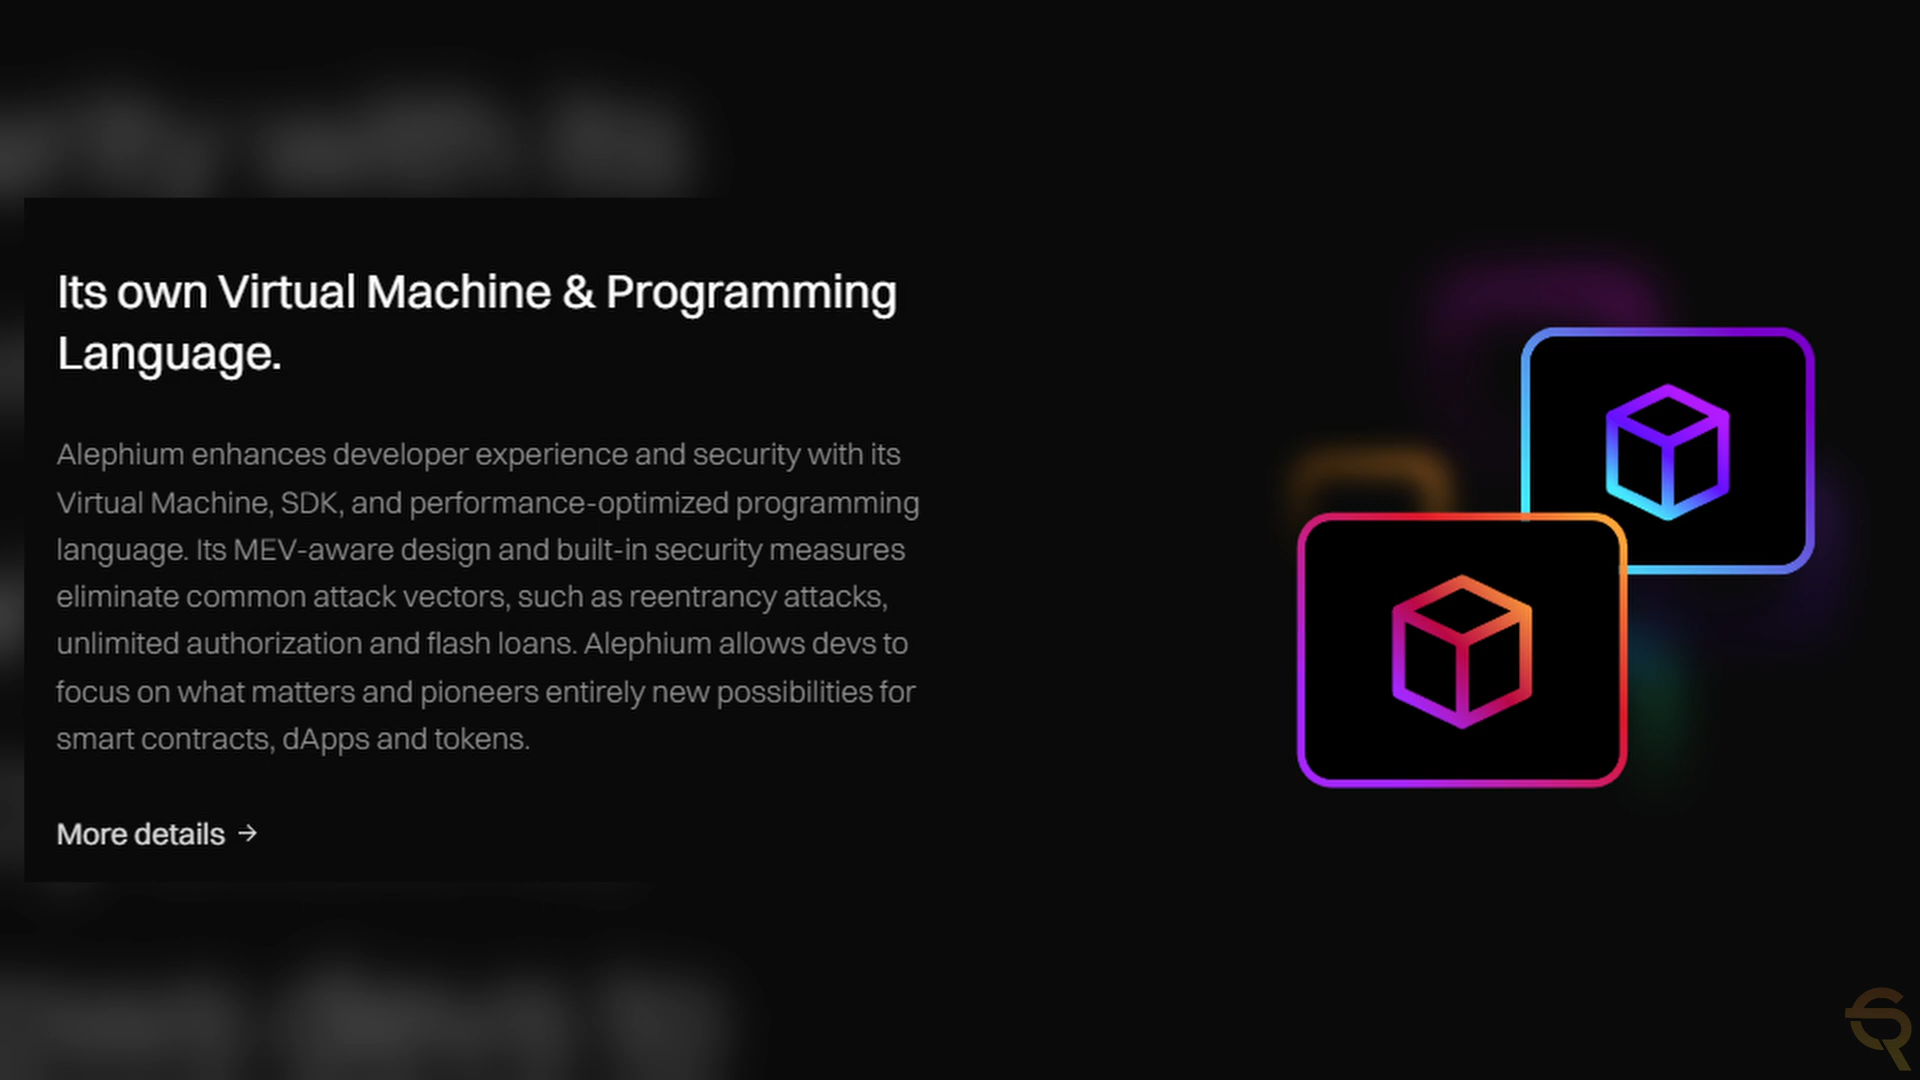 Its own Virtual Machine & Programming
Language.
Alephium enhances developer experience and security with its
Virtual Machine, SDK, and performance-optimized programming
language. Its MEV-aware design and built-in security measures
eliminate common attack vectors, such as reentrancy attacks,
unlimited authorization and flash loans. Alephium allows devs to
focus on what matters and pioneers entirely new possibilities for
smart contracts, dApps and tokens.
More details →